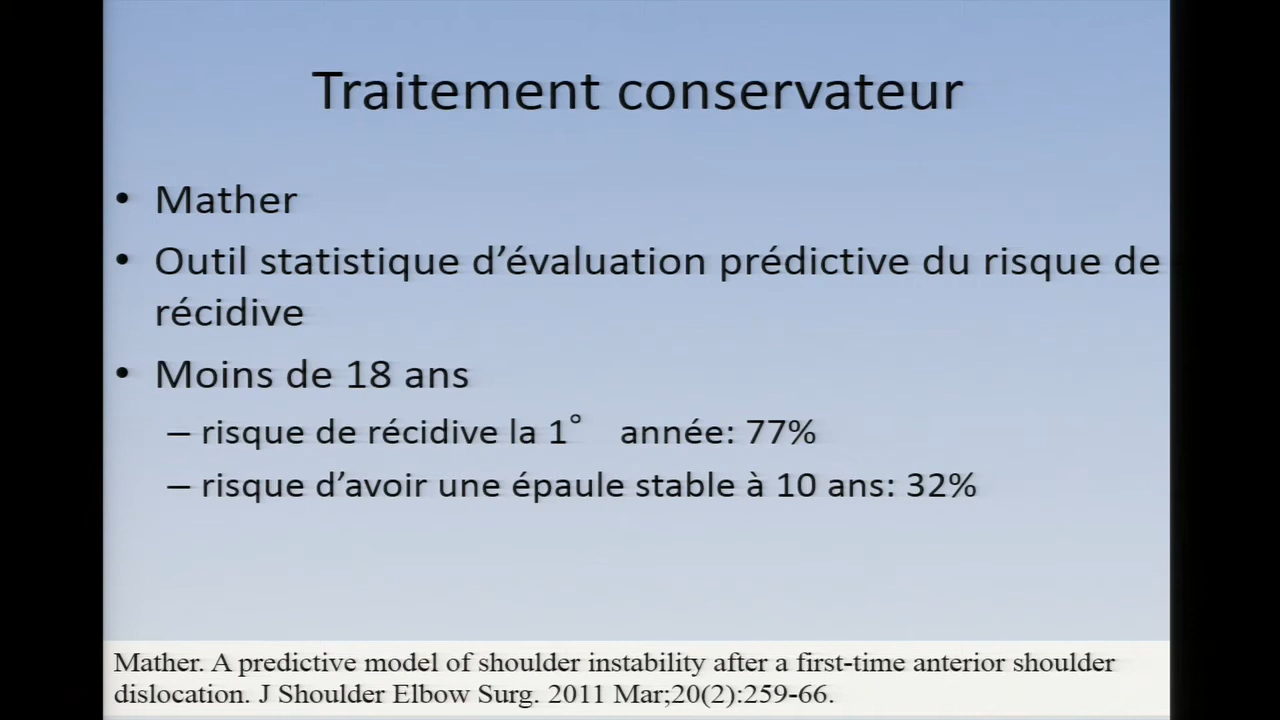 Traitement conservateur
• Mather
• Outil statistique d’évaluation prédictive du risque de
récidive
• Moins de 18 ans
– risque de récidive la 1° année: 77%
– risque d’avoir une épaule stable à 10 ans: 32%
Mather. A predictive model of shoulder instability after a first-time anterior shoulder
dislocation. J Shoulder Elbow Surg. 2011 Mar;20(2):259-66.